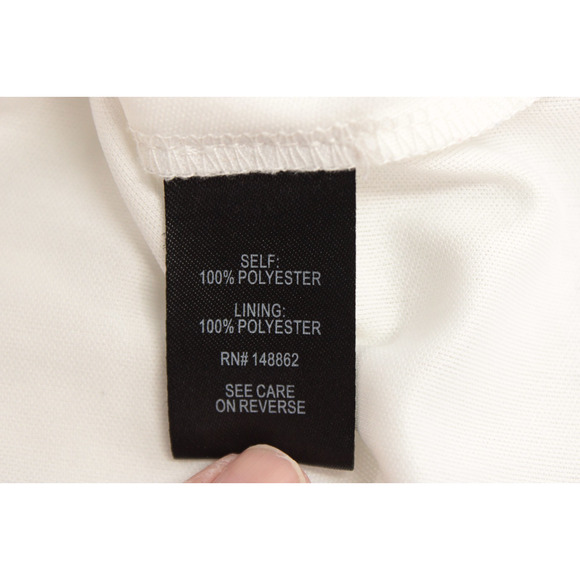 SELF:
100% POLYESTER
LINING:
100% POLYESTER
RN# 148862
SEE CARE
ON REVERSE